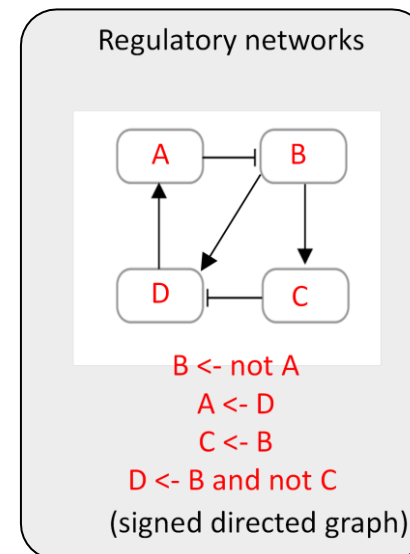 Regulatory networks
A
B
D
C
B <- not A
A <- D
C <- B
D <- B and not C
(signed directed graph)